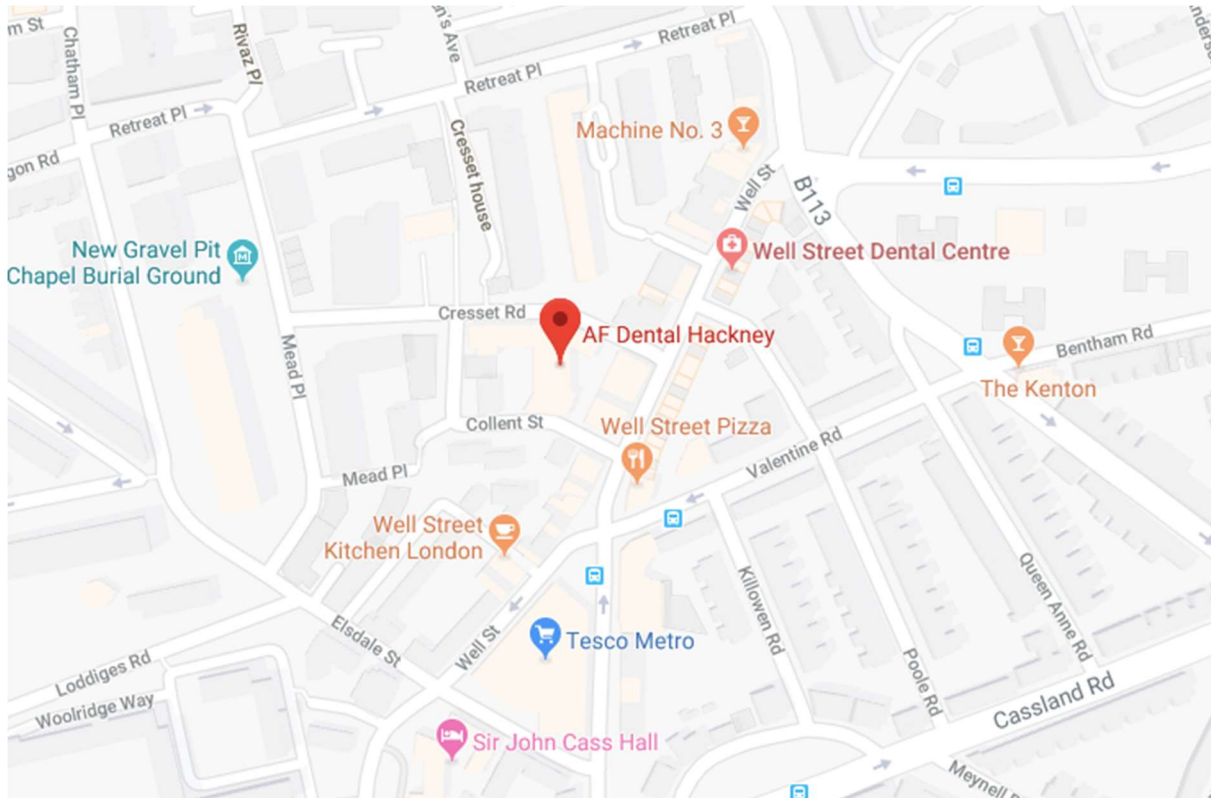 m St
Chatham Pl
Rivaz Pl
n's Ave
Retreat Pl
Retreat Pl
Retreat Pl
gon Rd
Cresset house
Machine No. 3
Well St
B113
New Gravel Pit
Chapel Burial Ground
Well Street Dental Centre
Cresset Rd
AF Dental Hackney
Mead Pl
Bentham Rd
The Kenton
Collent St
Well Street Pizza
Valentine Rd
Mead Pl
Well Street
Kitchen London
Killowen Rd
Queen Anne Rd
Elsdale St
Well St
Tesco Metro
Poole Rd
Loddiges Rd
Woolridge Way
Cassland Rd
Sir John Cass Hall
Meynell